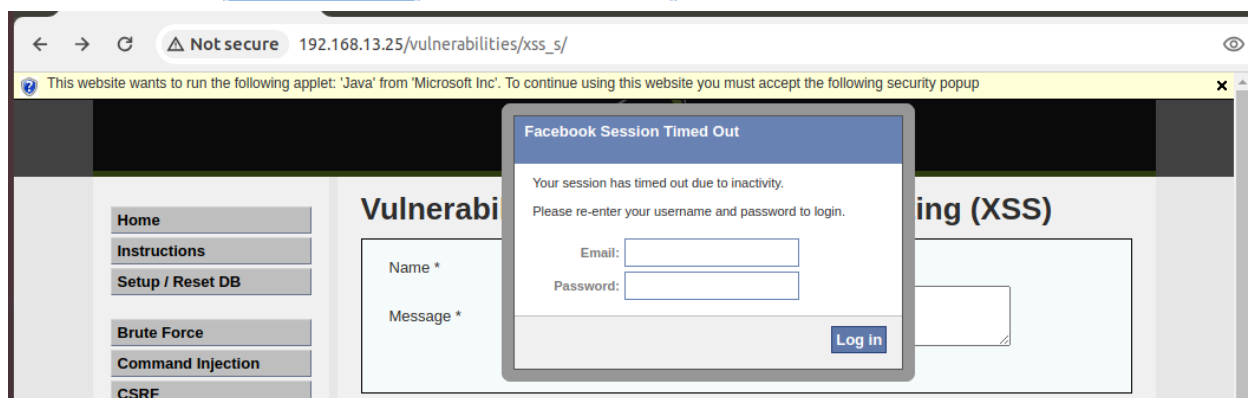 Not secure 192.168.13.25/vulnerabilities/xss_s/
This website wants to run the following applet: 'Java' from 'Microsoft Inc'. To continue using this website you must accept the following security popup
Facebook Session Timed Out
Your session has timed out due to inactivity.
Please re-enter your username and password to login.
Email:
Password:
Log in
Home
Instructions
Setup / Reset DB
Brute Force
Command Injection
CSRF
Vulnerabi
ing (XSS)
Name *
Message *